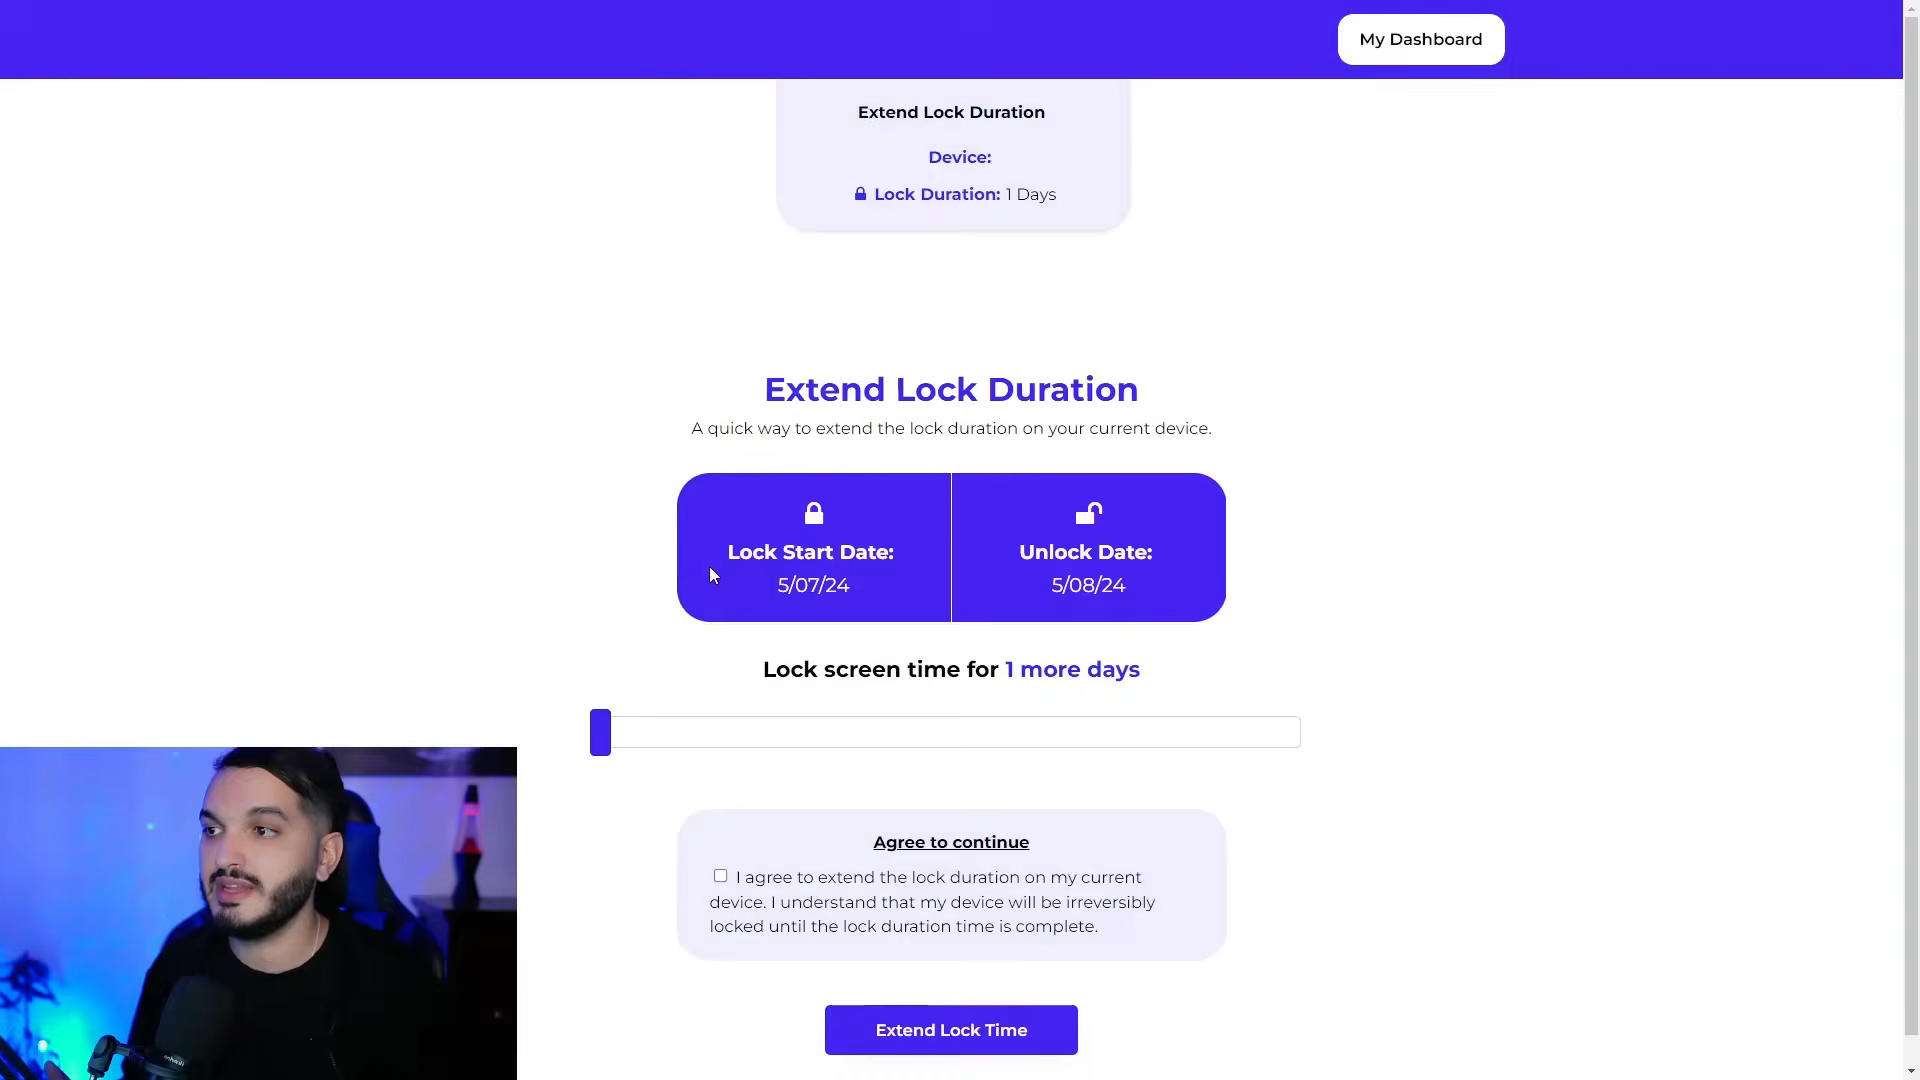 My Dashboard
Extend Lock Duration
Device:
Lock Duration: 1 Days
Extend Lock Duration
A quick way to extend the lock duration on your current device.
Lock Start Date:
5/07/24
Unlock Date:
5/08/24
Lock screen time for 1 more days
Agree to continue
I agree to extend the lock duration on my current
device. I understand that my device will be irreversibly
locked until the lock duration time is complete.
Extend Lock Time